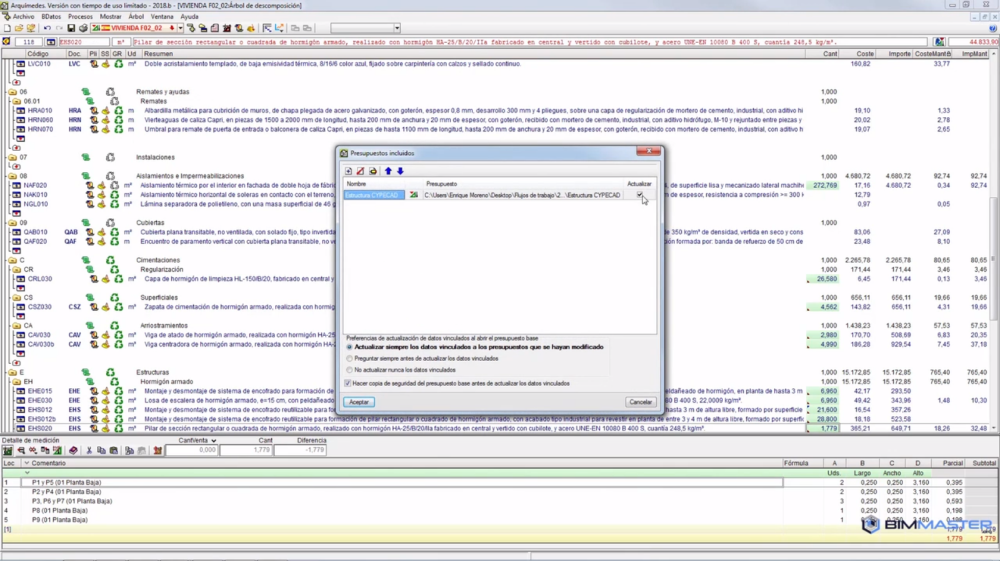 Arquímedes. Versión con tiempo de uso limitado - 2018.b - [VIVIENDA F02_02:Árbol de descomposición]
Archivo BDatos Procesos Mostrar Árbol Ventana Ayuda
VIVIENDA F02_02
118 EHS020 m³ Pilar de sección rectangular o cuadrada de hormigón armado, realizado con hormigón HA-25/B/20/IIa fabricado en central y vertido con cubilote, y acero UNE-EN 10080 B 400 S, cuantía 248,5 kg/m³. 44.833,90
Código Doc. Pli SS GR Ud Resumen Cant Coste Importe CosteMant ImpMant
LVC010 LVC m² Doble acristalamiento templado, de baja emisividad térmica, 8/16/6 color azul, fijado sobre carpintería con calzos y sellado continuo. 160,82 33,77
06 Remates y ayudas 1,000
06.01 Remates 1,000
HRA010 HRA m Albardilla metálica para cubrición de muros, de chapa plegada de acero galvanizado, con goterón, espesor 0,8 mm, desarrollo 300 mm y 4 pliegues, sobre una capa de regularización de mortero de cemento, industrial, con aditivo hi 19,10 1,33
HRN060 HRN m Vierteaguas de caliza Capri, en piezas de 1500 a 2000 mm de longitud, hasta 200 mm de anchura y 20 mm de espesor, con goterón, recibido con mortero de cemento, industrial, con aditivo hidrófugo, M-10 y rejuntado entre piezas y 20,02 2,78
HRN070 HRN m Umbral para remate de puerta de entrada o balconera de caliza Capri, en piezas de hasta 1100 mm de longitud, hasta 200 mm de anchura y 20 mm de espesor, con goterón, recibido con mortero de cemento, industrial, con aditivo h 19,07 2,65
07 Instalaciones 1,000
08 Aislamientos e Impermeabilizaciones 1,000 4.680,72 4.680,72 92,74 92,74
NAF020 m² Aislamiento térmico por el interior en fachada de doble hoja de fábric 4, de superficie lisa y mecanizado lateral machihe 272,769 17,16 4.680,72 0,34 92,74
NAK010 m² Aislamiento térmico horizontal de soleras en contacto con el terreno, m de espesor, resistencia a compresión >= 300 k 12,79
NGL010 m² Lámina separadora de polietileno, con una masa superficial de 46 g 0,97 0,05
09 Cubiertas 1,000
QAB010 QAB m² Cubierta plana transitable, no ventilada, con solado fijo, tipo invertida de 350 kg/m³ de densidad, vertida en seco y cons 83,06 27,09
QAF020 QAF m Encuentro de paramento vertical con cubierta plana transitable, no ve ción formada por: banda de refuerzo de 50 cm de 23,48 8,10
C Cimentaciones 1,000 2.265,78 2.265,78 80,65 80,65
CR Regularización 1,000 171,44 171,44 3,46 3,46
CRL030 m² Capa de hormigón de limpieza HL-150/B/20, fabricado en central y 26,580 6,45 171,44 0,13 3,46
CS Superficiales 1,000 656,11 656,11 19,66 19,66
CSZ030 CSZ m³ Zapata de cimentación de hormigón armado, realizada con hormig 4,562 143,82 656,11 4,31 19,66
CA Arriostramientos 1,000 1.438,23 1.438,23 57,53 57,53
CAV030 CAV m³ Viga de atado de hormigón armado, realizada con hormigón HA-25 2,980 170,70 508,69 6,83 20,35
CAV030b CAV m³ Viga centradora de hormigón armado, realizada con hormigón HA- 4,990 186,28 929,54 7,45 37,18
E Estructuras 1,000 15.172,85 15.172,85 765,40 765,40
EH Hormigón armado 1,000 15.172,85 15.172,85 765,40 765,40
EHE015 EHE m² Montaje y desmontaje de sistema de encofrado para formación de peldañeado de hormigón, en planta de hasta 3 m 6,960 42,17 293,50
EHE030 EHE m² Losa de escalera de hormigón armado, e=15 cm, con peldañeado 80 B 400 S, 22,0009 kg/m². 6,960 49,42 343,96 1,48 10,30
EHS012 EHS m² Montaje y desmontaje de sistema de encofrado reutilizable para for hasta 3 m de altura libre, formado por superficie 21,600 16,54 357,26
EHS012b EHS m² Montaje y desmontaje de sistema de encofrado reutilizable para formación de pilar rectangular o cuadrado de hormigón armado, con acabado tipo industrial para revestir en planta de entre 3 y 4 m de altura libre, formado por superfic 28,800 18,18 523,58
EHS020 EHS m³ Pilar de sección rectangular o cuadrada de hormigón armado, realizado con hormigón HA-25/B/20/IIa fabricado en central y vertido con cubilote, y acero UNE-EN 10080 B 400 S, cuantía 248,5 kg/m³. 1,779 365,21 649,71 18,26 32,48
Presupuestos incluidos
Nombre Presupuesto Actualizar
Estructura CYPECAD C:\Users\Enrique Moreno\Desktop\Flujos de trabajo\2...\Estructura CYPECAD
Preferencias de actualización de datos vinculados al abrir el presupuesto base
Actualizar siempre los datos vinculados a los presupuestos que se hayan modificado
Preguntar siempre antes de actualizar los datos vinculados
No actualizar nunca los datos vinculados
Hacer copia de seguridad del presupuesto base antes de actualizar los datos vinculados
Aceptar Cancelar
Detalle de medición CantVenta Cant Diferencia
0,000 1,779 -1,779
Loc Comentario Fórmula A B C D Parcial Subtotal
Uds. Largo Ancho Alto
1 P1 y P5 (01 Planta Baja) 2 0,250 0,250 3,160 0,395
2 P2 y P4 (01 Planta Baja) 2 0,250 0,250 3,160 0,395
3 P3, P6 y P7 (01 Planta Baja) 3 0,250 0,250 3,160 0,593
4 P8 (01 Planta Baja) 1 0,250 0,250 3,160 0,198
5 P9 (01 Planta Baja) 1 0,250 3,160 0,198
[1] 1,779
BIMMASTER
1,779 1,779